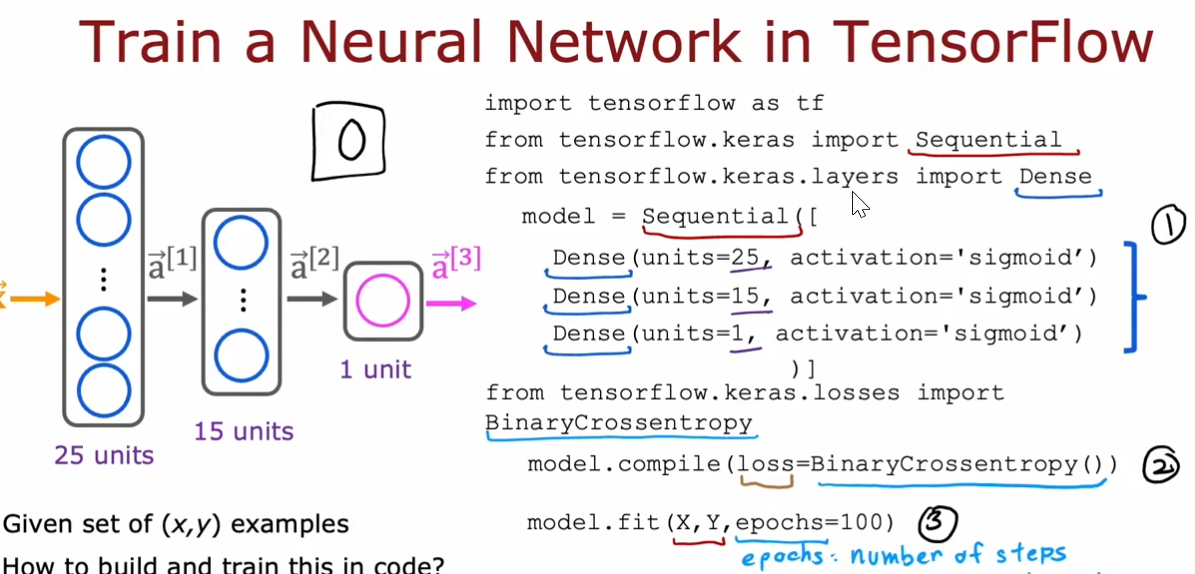 Train a Neural Network in TensorFlow
0
a[1]
a[2]
a[3]
25 units
15 units
1 unit
Given set of (x,y) examples
How to build and train this in code?
import tensorflow as tf
from tensorflow.keras import Sequential
from tensorflow.keras.layers import Dense
model = Sequential([
Dense(units=25, activation='sigmoid')
Dense(units=15, activation='sigmoid')
Dense(units=1, activation='sigmoid')
)]
1
from tensorflow.keras.losses import
BinaryCrossentropy
model.compile(loss=BinaryCrossentropy())
2
model.fit(X,Y,epochs=100)
3
epochs: number of steps